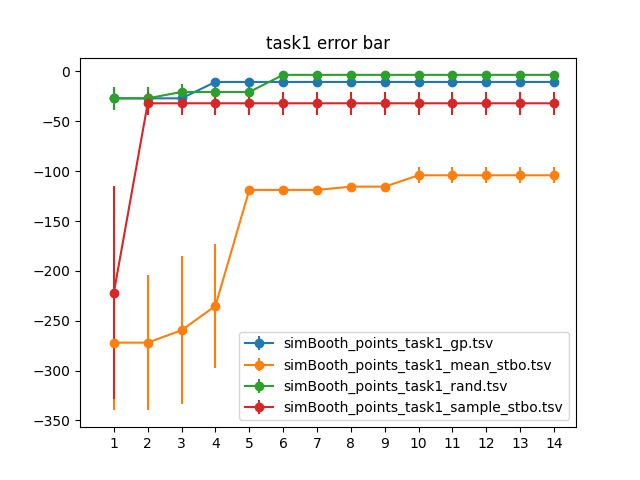 task1 error bar
0
−50
−100
−150
−200
−250
−300
−350
1 2 3 4 5 6 7 8 9 10 11 12 13 14
simBooth_points_task1_gp.tsv
simBooth_points_task1_mean_stbo.tsv
simBooth_points_task1_rand.tsv
simBooth_points_task1_sample_stbo.tsv